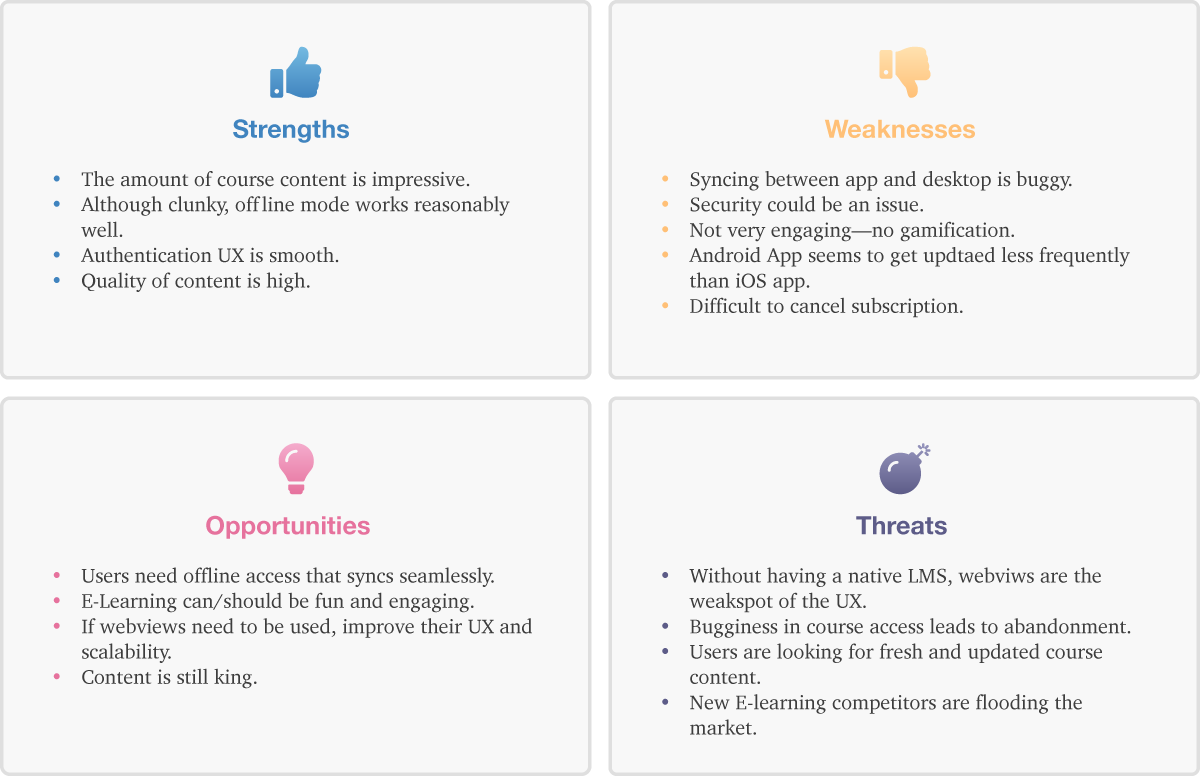 Strengths
• The amount of course content is impressive.
• Although clunky, offline mode works reasonably
well.
• Authentication UX is smooth.
• Quality of content is high.
Weaknesses
• Syncing between app and desktop is buggy.
• Security could be an issue.
• Not very engaging—no gamification.
• Android App seems to get updtaed less frequently
than iOS app.
• Difficult to cancel subscription.
Opportunities
• Users need offline access that syncs seamlessly.
• E-Learning can/should be fun and engaging.
• If webviews need to be used, improve their UX and
scalability.
• Content is still king.
Threats
• Without having a native LMS, webviws are the
weakspot of the UX.
• Bugginess in course access leads to abandonment.
• Users are looking for fresh and updated course
content.
• New E-learning competitors are flooding the
market.